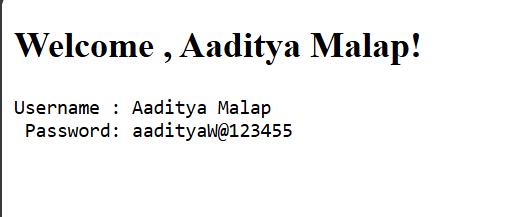 Welcome , Aaditya Malap!
Username : Aaditya Malap
Password: aadityaW@123455